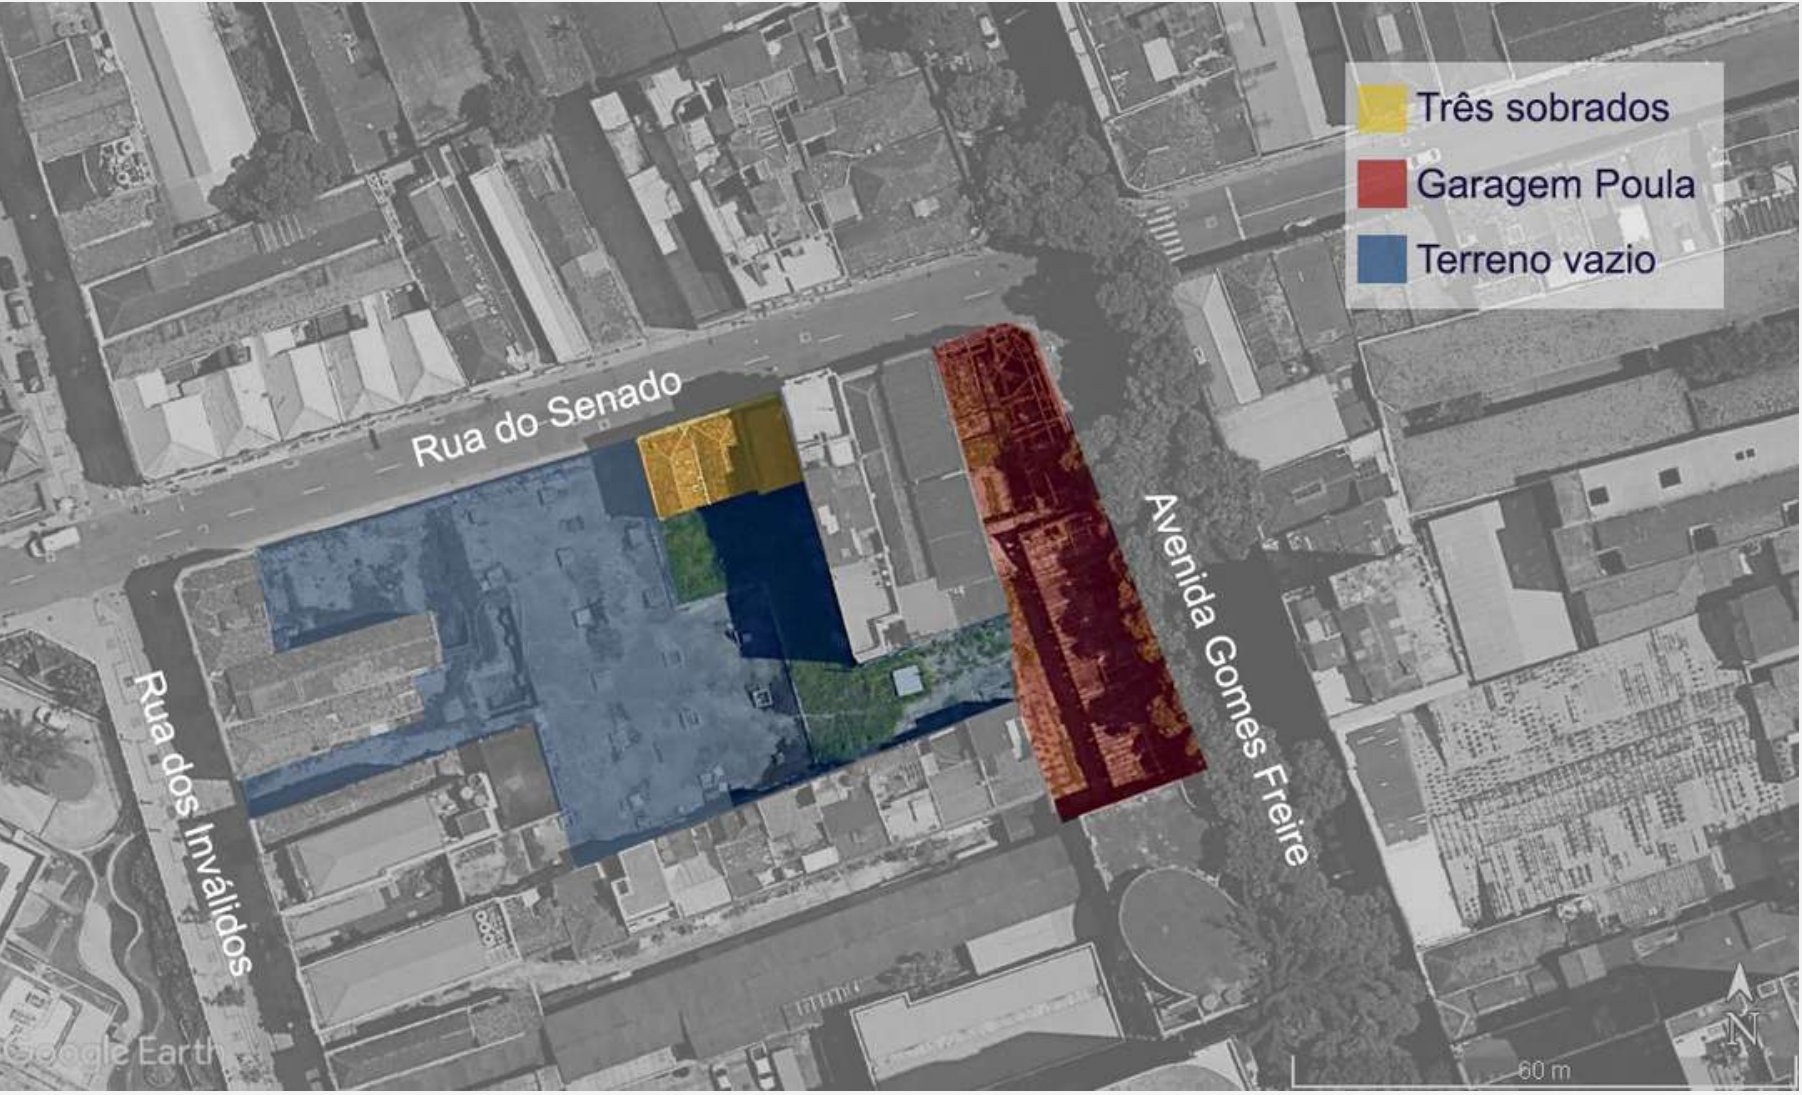 Três sobrados
Garagem Poula
Terreno vazio
Rua do Senado
Avenida Gomes Freire
Rua dos Inválidos
Google Earth
N
60 m